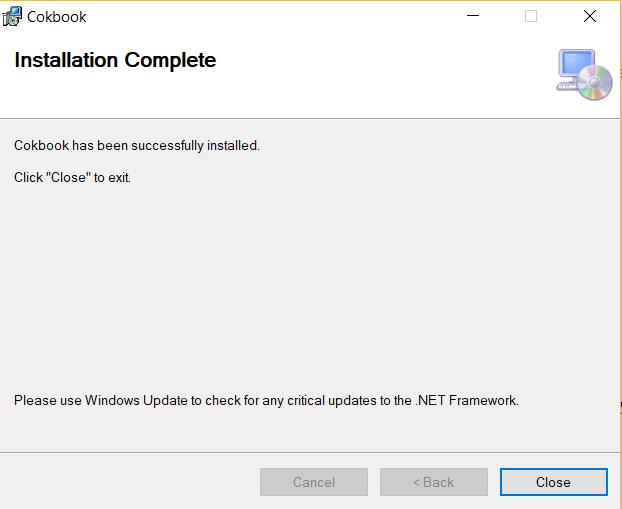 Cokbook
Installation Complete
Cokbook has been successfully installed.
Click "Close" to exit.
Please use Windows Update to check for any critical updates to the .NET Framework.
Cancel
< Back
Close